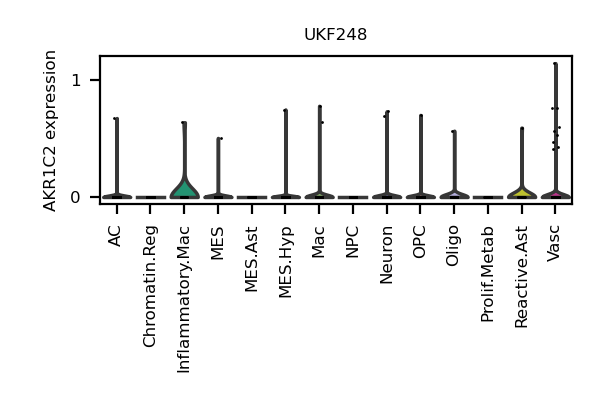 UKF248
AKR1C2 expression
1
0
AC
Chromatin.Reg
Inflammatory.Mac
MES
MES.Ast
MES.Hyp
Mac
NPC
Neuron
OPC
Oligo
Prolif.Metab
Reactive.Ast
Vasc